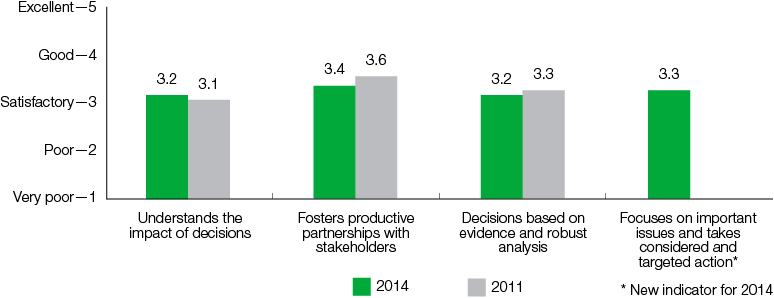 Excellent—5
Good—4
Satisfactory—3
Poor—2
Very poor—1
3.2
3.1
3.4
3.6
3.2
3.3
3.3
Understands the
impact of decisions
Fosters productive
partnerships with
stakeholders
Decisions based on
evidence and robust
analysis
Focuses on important
issues and takes
considered and
targeted action*
2014
2011
* New indicator for 2014